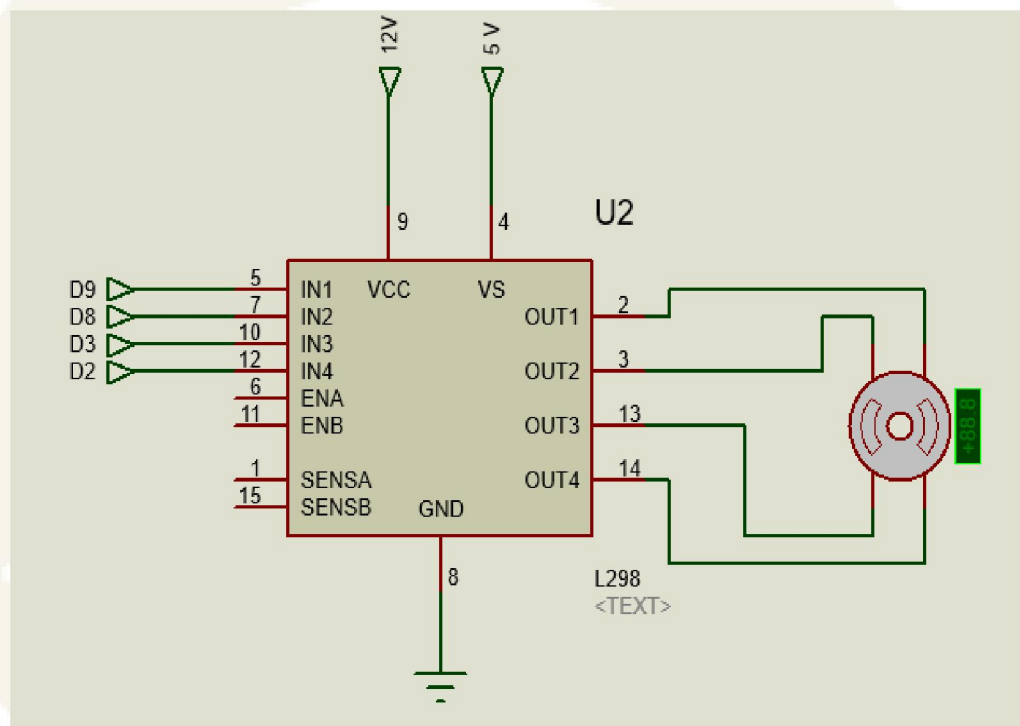 12V
5 V
U2
9
4
D9
5
IN1
VCC
VS
D8
7
IN2
OUT1
2
D3
10
IN3
D2
12
IN4
OUT2
3
6
ENA
11
ENB
OUT3
13
+88.8
1
SENSA
OUT4
14
15
SENSB
GND
8
L298
<TEXT>